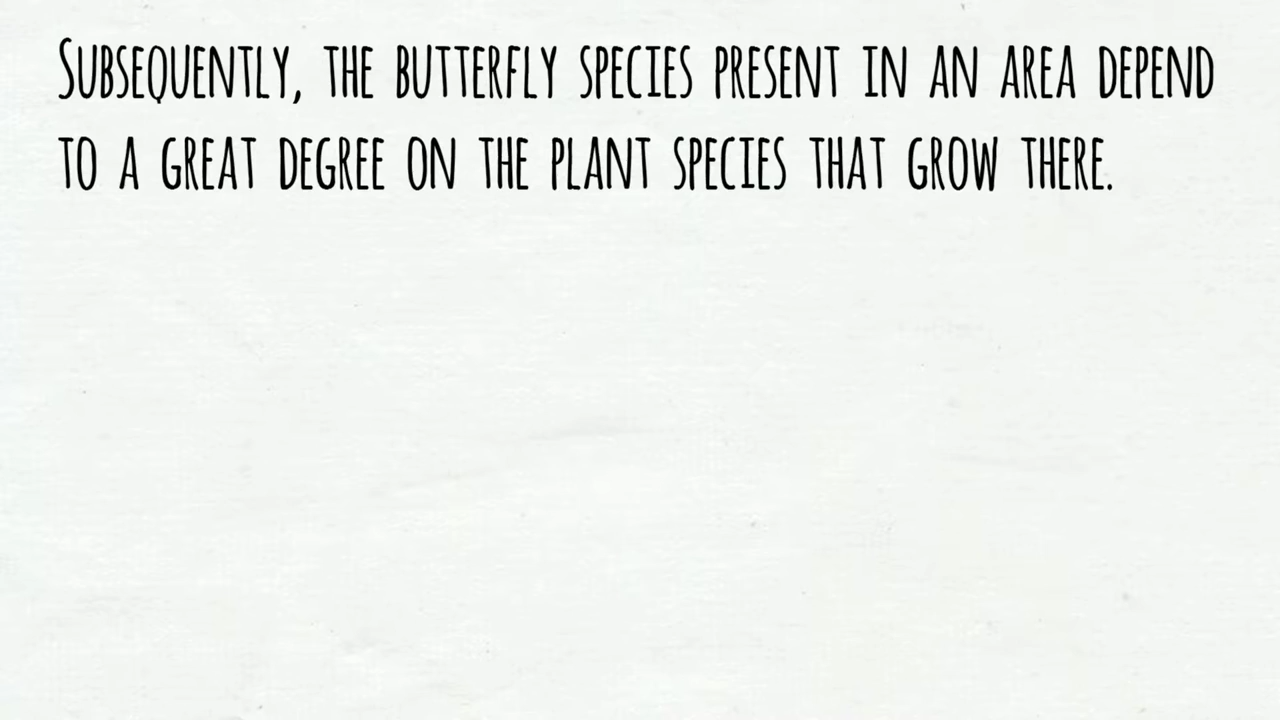 Subsequently, the butterfly species present in an area depend
to a great degree on the plant species that grow there.